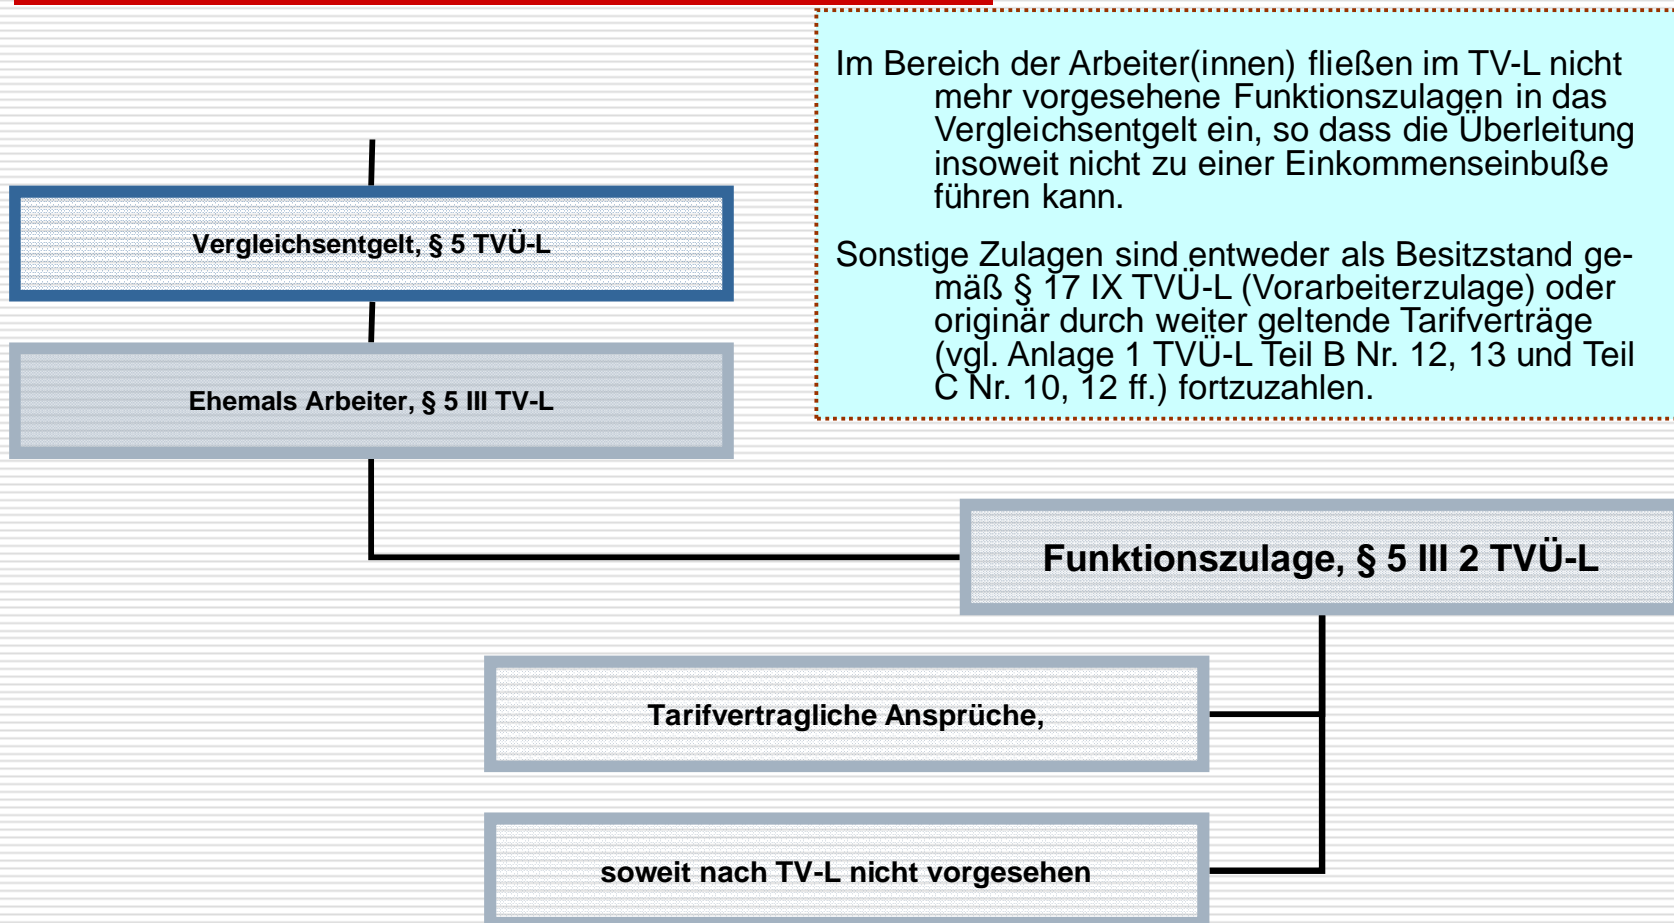 Im Bereich der Arbeiter(innen) fließen im TV-L nicht
mehr vorgesehene Funktionszulagen in das
Vergleichsentgelt ein, so dass die Überleitung
insoweit nicht zu einer Einkommenseinbuße
führen kann.
Sonstige Zulagen sind entweder als Besitzstand ge-
mäß § 17 IX TVÜ-L (Vorarbeiterzulage) oder
originär durch weiter geltende Tarifverträge
(vgl. Anlage 1 TVÜ-L Teil B Nr. 12, 13 und Teil
C Nr. 10, 12 ff.) fortzuzahlen.
Vergleichsentgelt, § 5 TVÜ-L
Ehemals Arbeiter, § 5 III TV-L
Funktionszulage, § 5 III 2 TVÜ-L
Tarifvertragliche Ansprüche,
soweit nach TV-L nicht vorgesehen